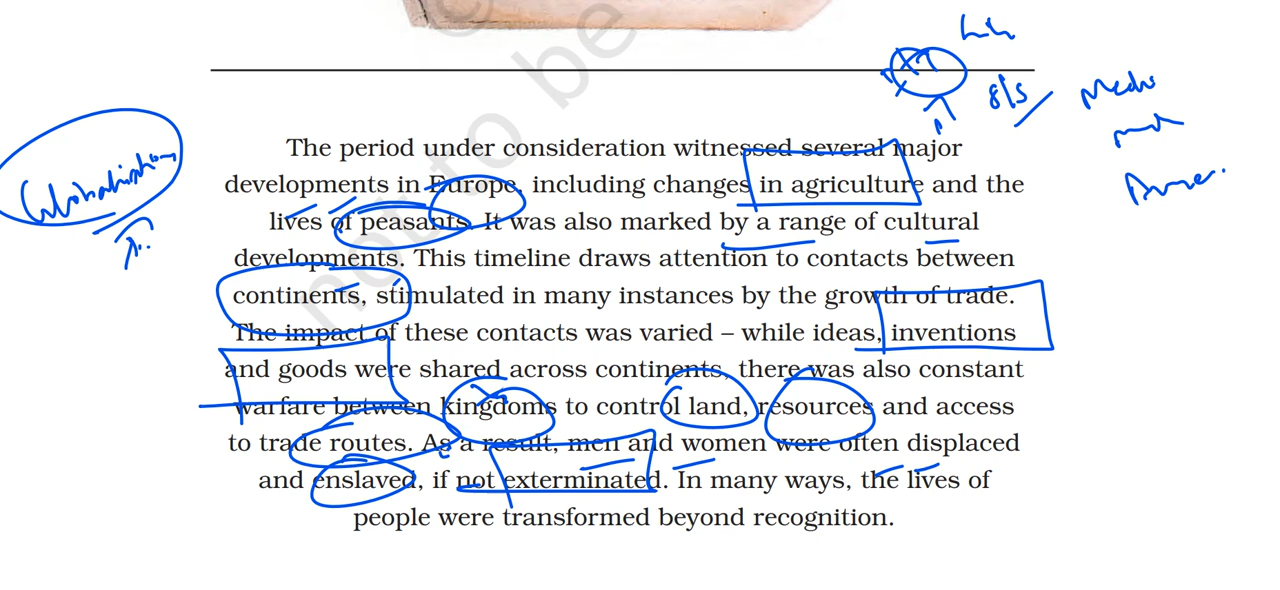 not to be
The period under consideration witnessed several major
developments in Europe, including changes in agriculture and the
lives of peasants. It was also marked by a range of cultural
developments. This timeline draws attention to contacts between
continents, stimulated in many instances by the growth of trade.
The impact of these contacts was varied – while ideas, inventions
and goods were shared across continents, there was also constant
warfare between kingdoms to control land, resources and access
to trade routes. As a result, men and women were often displaced
and enslaved, if not exterminated. In many ways, the lives of
people were transformed beyond recognition.
Globalisation